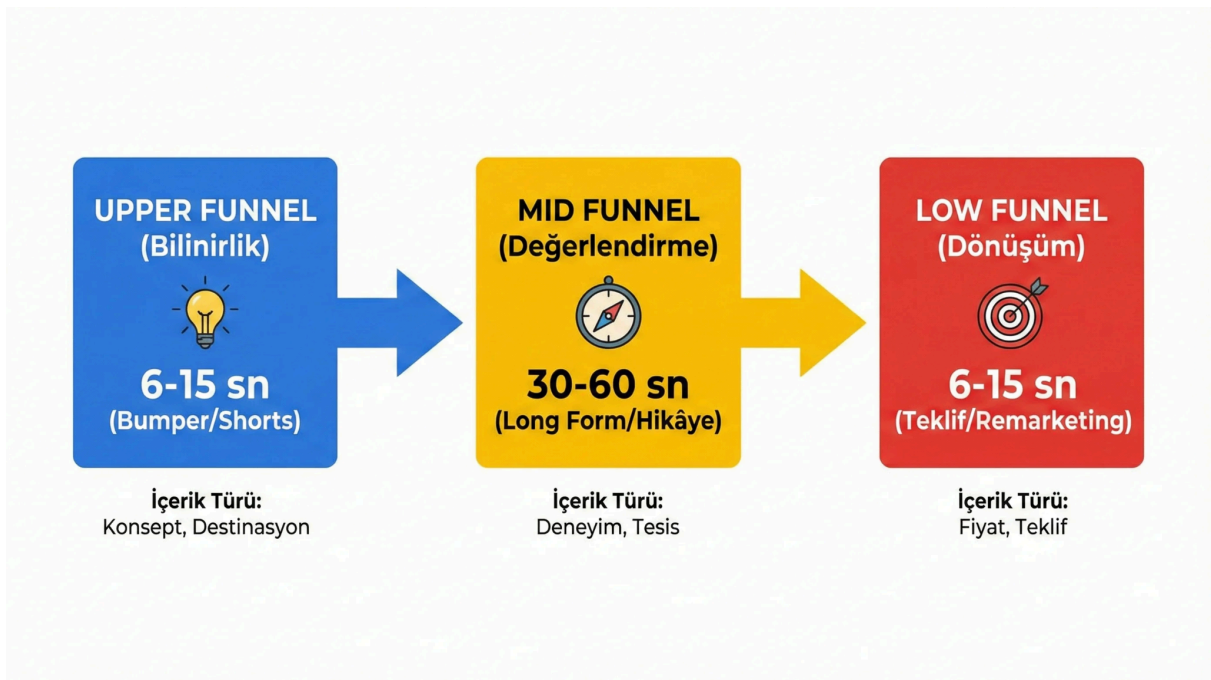 UPPER FUNNEL
(Bilinirlik)
6-15 sn
(Bumper/Shorts)
İçerik Türü:
Konsept, Destinasyon
MID FUNNEL
(Değerlendirme)
30-60 sn
(Long Form/Hikâye)
İçerik Türü:
Deneyim, Tesis
LOW FUNNEL
(Dönüşüm)
6-15 sn
(Teklif/Remarketing)
İçerik Türü:
Fiyat, Teklif